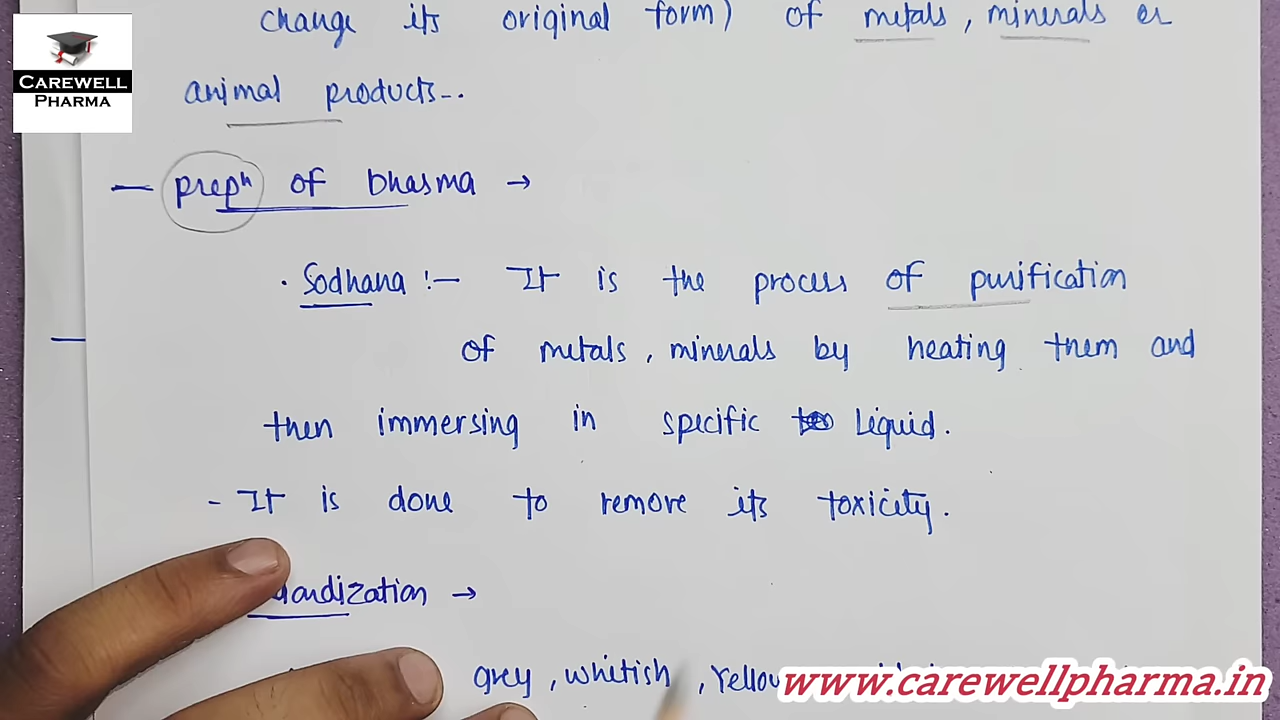 change its original form) of metals, minerals or
CAREWELL
PHARMA
animal products--.
— prepn of bhasma →
· Sodhana :- It is the process of purification
of metals, minerals by heating them and
then immersing in specific Liquid.
- It is done to remove its toxicity.
→
grey, whitish,
www.carewellpharma.in